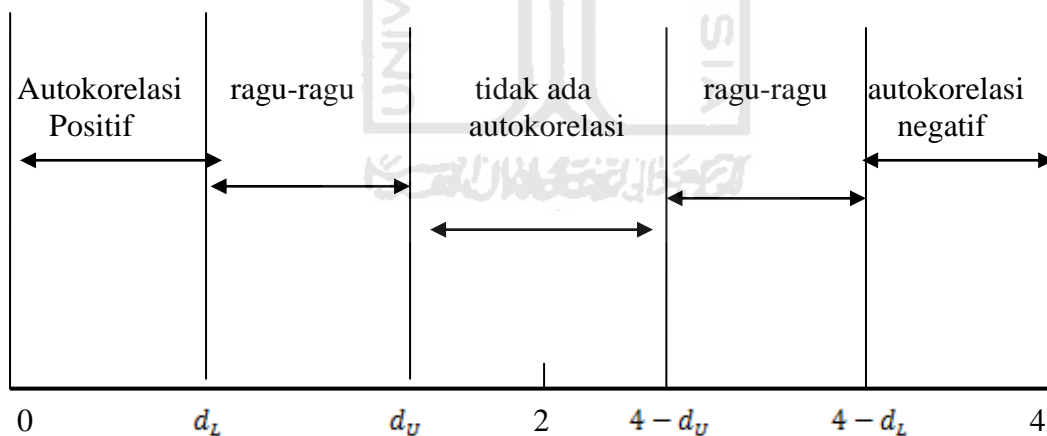 Autokorelasi ragu-ragu tidak ada ragu-ragu autokorelasi
Positif autokorelasi negatif
0 d_L d_U 2 4 − d_U 4 − d_L 4